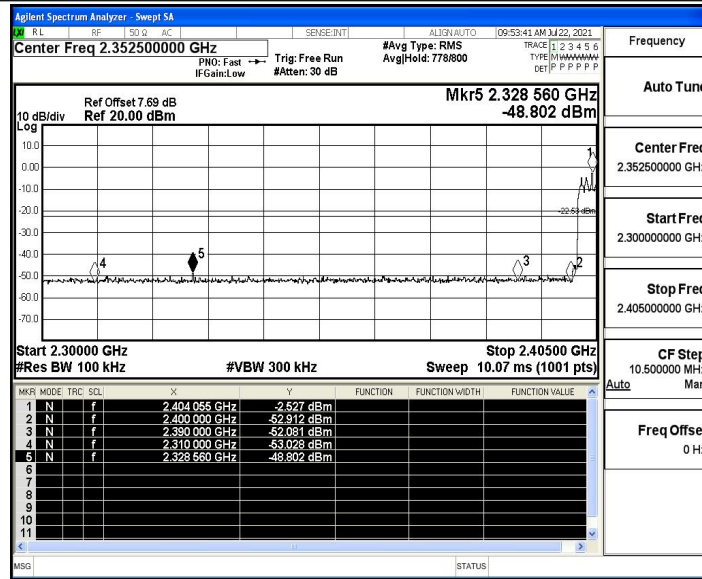 Agilent Spectrum Analyzer - Swept SA
LXI RL RF 50 Ω AC SENSE:INT ALIGNAUTO 09:53:41 AM Jul 22, 2021
Center Freq 2.352500000 GHz #Avg Type: RMS TRACE 1 2 3 4 5 6
PNO: Fast Trig: Free Run Avg|Hold: 778/800 TYPE MWWWWW
IFGain:Low #Atten: 30 dB DET P P P P P P
Ref Offset 7.69 dB Mkr5 2.328 560 GHz
10 dB/div Ref 20.00 dBm -48.802 dBm
Log
10.0 1
0.00
-10.0
-20.0 -22.53 dBm
-30.0
-40.0 4 5 3 2
-50.0
-60.0
-70.0
Start 2.30000 GHz Stop 2.40500 GHz
#Res BW 100 kHz #VBW 300 kHz Sweep 10.07 ms (1001 pts)
MKR MODE TRC SCL X Y FUNCTION FUNCTION WIDTH FUNCTION VALUE
1 N f 2.404 055 GHz -2.527 dBm
2 N f 2.400 000 GHz -52.912 dBm
3 N f 2.390 000 GHz -52.081 dBm
4 N f 2.310 000 GHz -53.028 dBm
5 N f 2.328 560 GHz -48.802 dBm
6
7
8
9
10
11
MSG STATUS
Frequency
Auto Tune
Center Freq
2.352500000 GHz
Start Freq
2.300000000 GHz
Stop Freq
2.405000000 GHz
CF Step
10.500000 MHz
Auto Man
Freq Offset
0 Hz